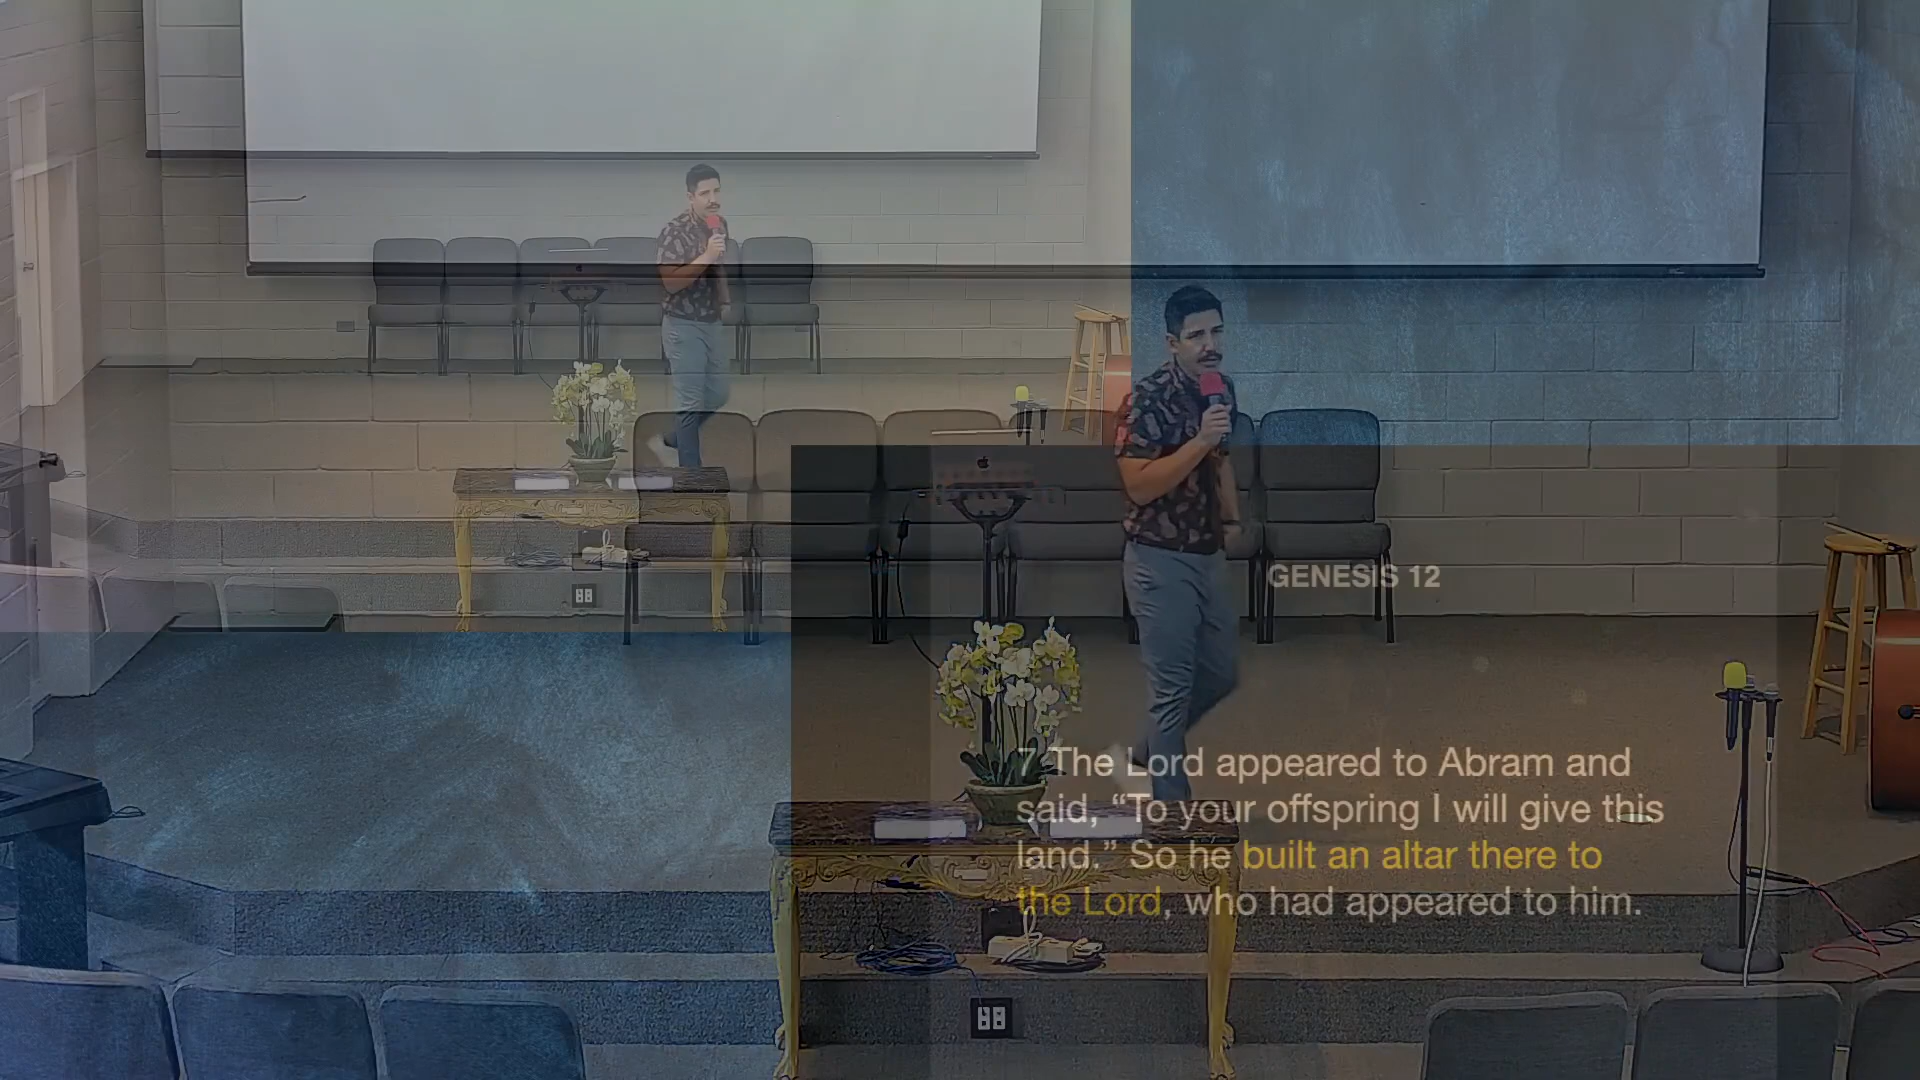 GENESIS 12
7 The Lord appeared to Abram and
said, “To your offspring I will give this
land.” So he built an altar there to
the Lord, who had appeared to him.